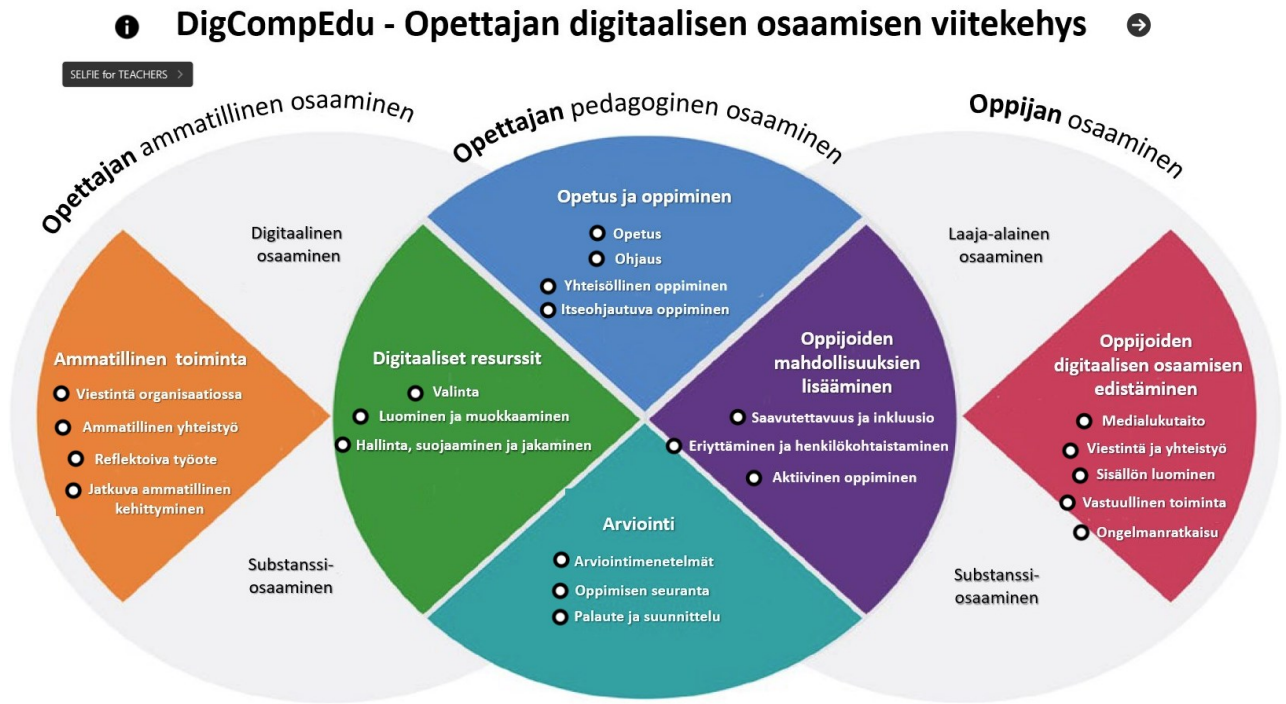 DigCompEdu - Opettajan digitaalisen osaamisen viitekehys
SELFIE for TEACHERS >
Opettajan ammatillinen osaaminen
Opettajan pedagoginen osaaminen
Oppijan osaaminen
Digitaalinen
osaaminen
Substanssi-
osaaminen
Ammatillinen toiminta
Viestintä organisaatiossa
Ammatillinen yhteistyö
Reflektoiva työote
Jatkuva ammatillinen
kehittyminen
Digitaaliset resurssit
Valinta
Luominen ja muokkaaminen
Hallinta, suojaaminen ja jakaminen
Opetus ja oppiminen
Opetus
Ohjaus
Yhteisöllinen oppiminen
Itseohjautuva oppiminen
Arviointi
Arviointimenetelmät
Oppimisen seuranta
Palaute ja suunnittelu
Oppijoiden
mahdollisuuksien
lisääminen
Saavutettavuus ja inkluusio
Eriyttäminen ja henkilökohtaistaminen
Aktiivinen oppiminen
Laaja-alainen
osaaminen
Substanssi-
osaaminen
Oppijoiden
digitaalisen osaamisen
edistäminen
Medialukutaito
Viestintä ja yhteistyö
Sisällön luominen
Vastuullinen toiminta
Ongelmanratkaisu